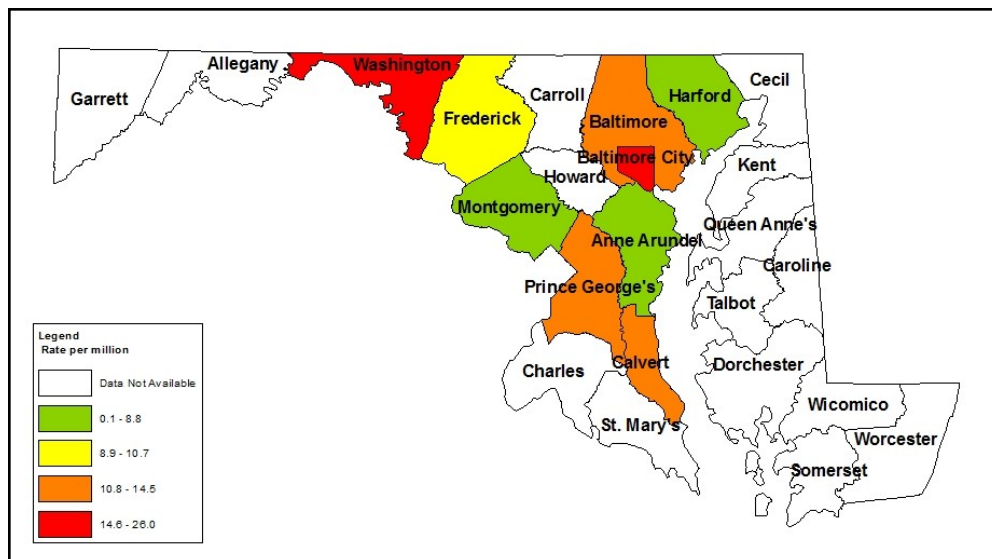 Allegany
Washington
Garrett
Carroll
Cecil
Harford
Frederick
Baltimore
Baltimore City
Howard
Kent
Montgomery
Queen Anne's
Anne Arundel
Caroline
Prince George's
Talbot
Charles
Calvert
Dorchester
St. Mary's
Wicomico
Worcester
Somerset
Legend
Rate per million
Data Not Available
0.1 - 8.8
8.9 - 10.7
10.8 - 14.5
14.6 - 26.0